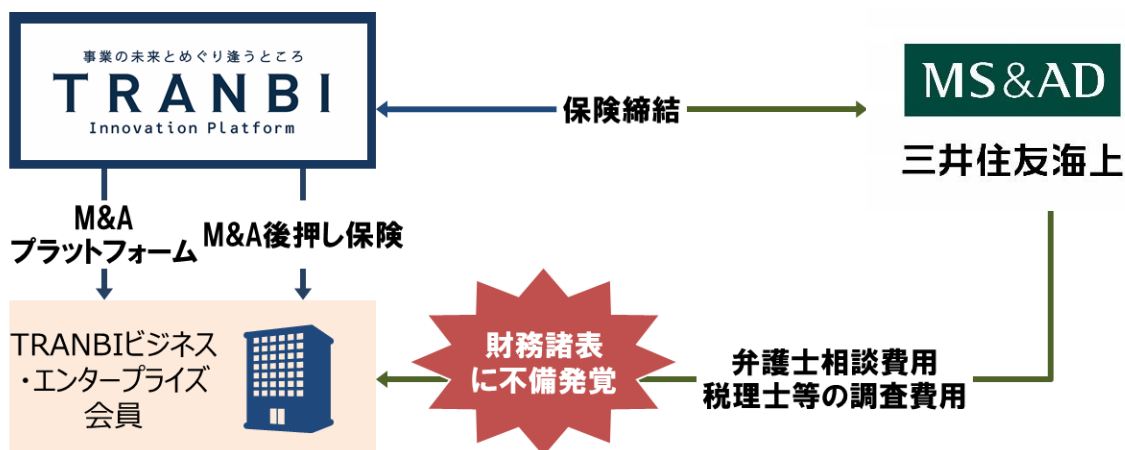 事業の未来とめぐり逢うところ
TRANBI
Innovation Platform
保険締結
MS&AD
三井住友海上
M&A
プラットフォーム
M&A後押し保険
TRANBIビジネス
・エンタープライズ
会員
財務諸表
に不備発覚
弁護士相談費用
税理士等の調査費用